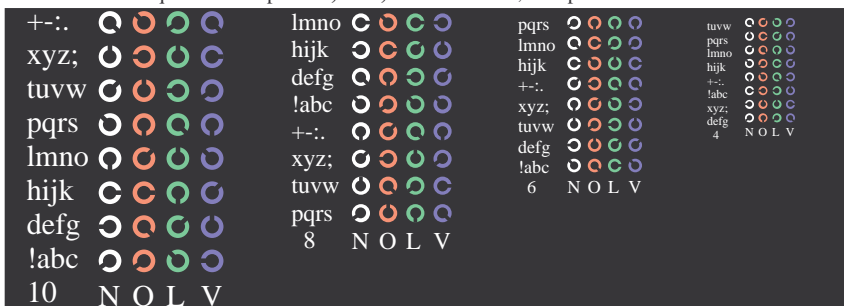 +-:.
xyz;
tuvw
pqrs
lmno
hijk
defg
!abc
10 N O L V
lmno
hijk
defg
!abc
+-:.
xyz;
tuvw
pqrs
8 N O L V
pqrs
lmno
hijk
+-:.
xyz;
tuvw
defg
!abc
6 N O L V
tuvw
pqrs
lmno
hijk
+-:.
!abc
xyz;
defg
4 N O L V